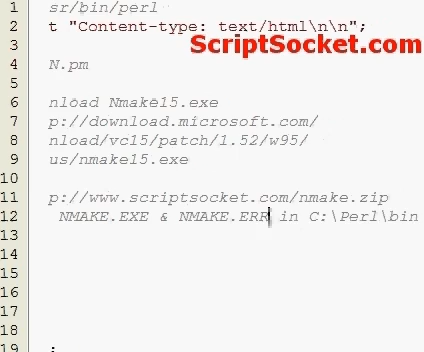 1 sr/bin/perl
2 t "Content-type: text/html\n\n";
ScriptSocket.com
3
4 N.pm
5
6 nload Nmake15.exe
7 p://download.microsoft.com/
8 nload/vc15/patch/1.52/w95/
9 us/nmake15.exe
10
11 p://www.scriptsocket.com/nmake.zip
12 NMAKE.EXE & NMAKE.ERR in C:\Perl\bin
13
14
15
16
17
18
19